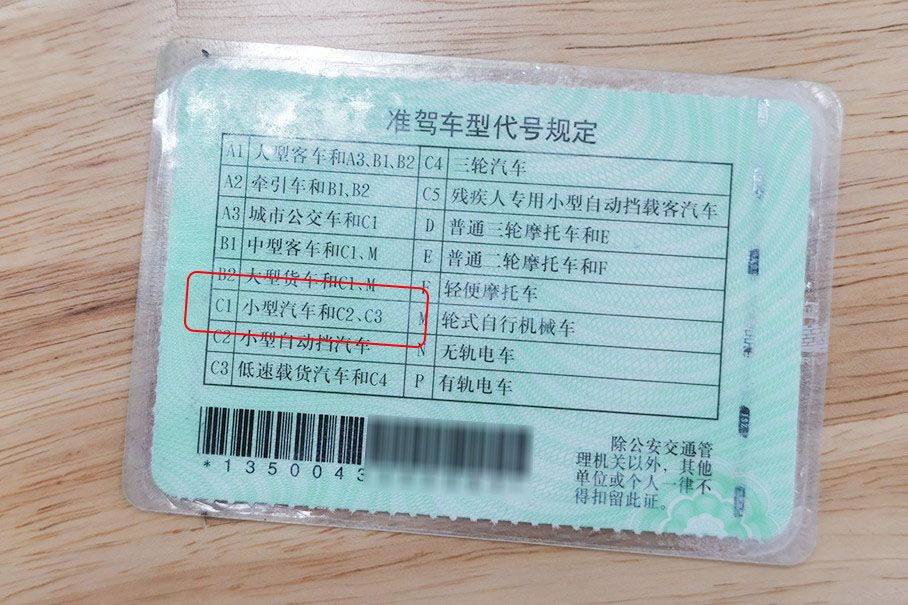 准驾车型代号规定
A1 大型客车和A3、B1、B2 C4 三轮汽车
A2 牵引车和B1、B2 C5 残疾人专用小型自动挡载客汽车
A3 城市公交车和C1 D 普通三轮摩托车和E
B1 中型客车和C1、M E 普通二轮摩托车和F
B2 大型货车和C1、M F 轻便摩托车
C1 小型汽车和C2、C3 M 轮式自行机械车
C2 小型自动挡汽车 N 无轨电车
C3 低速载货汽车和C4 P 有轨电车
*1350043
除公安交通管
理机关以外，其他
单位或个人一律不
得扣留此证。